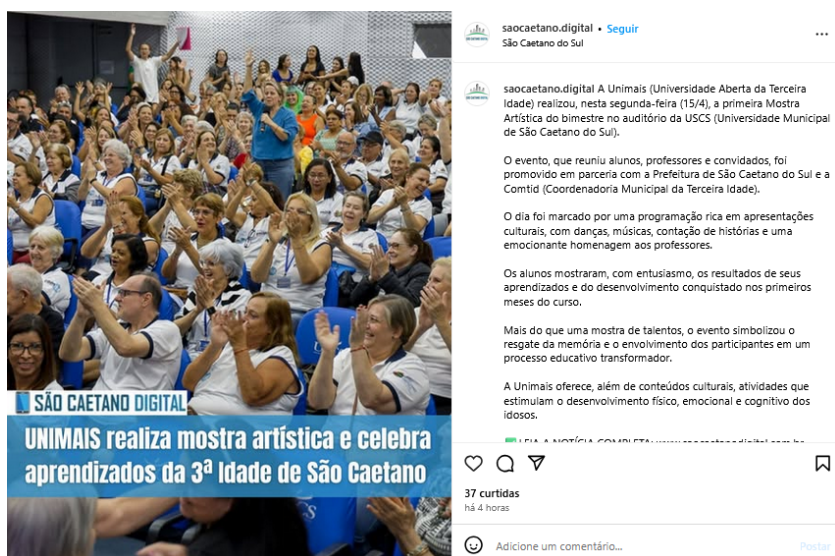 SÃO CAETANO DIGITAL
UNIMAIS realiza mostra artística e celebra
aprendizados da 3ª Idade de São Caetano
saocaetano.digital • Seguir
São Caetano do Sul
saocaetano.digital A Unimais (Universidade Aberta da Terceira
Idade) realizou, nesta segunda-feira (15/4), a primeira Mostra
Artística do bimestre no auditório da USCS (Universidade Municipal
de São Caetano do Sul).
O evento, que reuniu alunos, professores e convidados, foi
promovido em parceria com a Prefeitura de São Caetano do Sul e a
Comtid (Coordenadoria Municipal da Terceira Idade).
O dia foi marcado por uma programação rica em apresentações
culturais, com danças, músicas, contação de histórias e uma
emocionante homenagem aos professores.
Os alunos mostraram, com entusiasmo, os resultados de seus
aprendizados e do desenvolvimento conquistado nos primeiros
meses do curso.
Mais do que uma mostra de talentos, o evento simbolizou o
resgate da memória e o envolvimento dos participantes em um
processo educativo transformador.
A Unimais oferece, além de conteúdos culturais, atividades que
estimulam o desenvolvimento físico, emocional e cognitivo dos
idosos.
LEIA A NOTÍCIA COMPLETA:
37 curtidas
há 4 horas
Adicione um comentário...
Postar